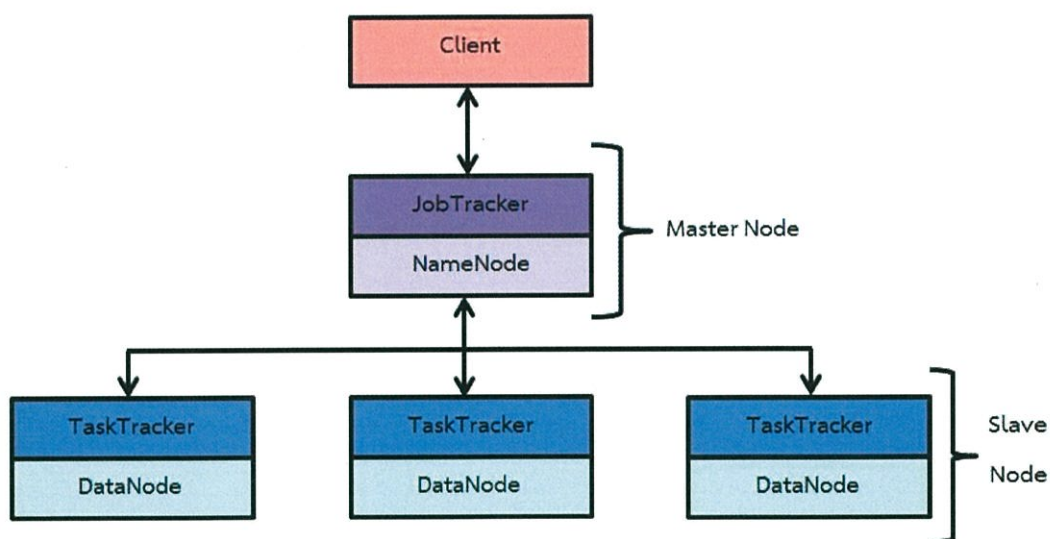 Client
JobTracker
NameNode
Master Node
TaskTracker
DataNode
TaskTracker
DataNode
TaskTracker
DataNode
Slave
Node